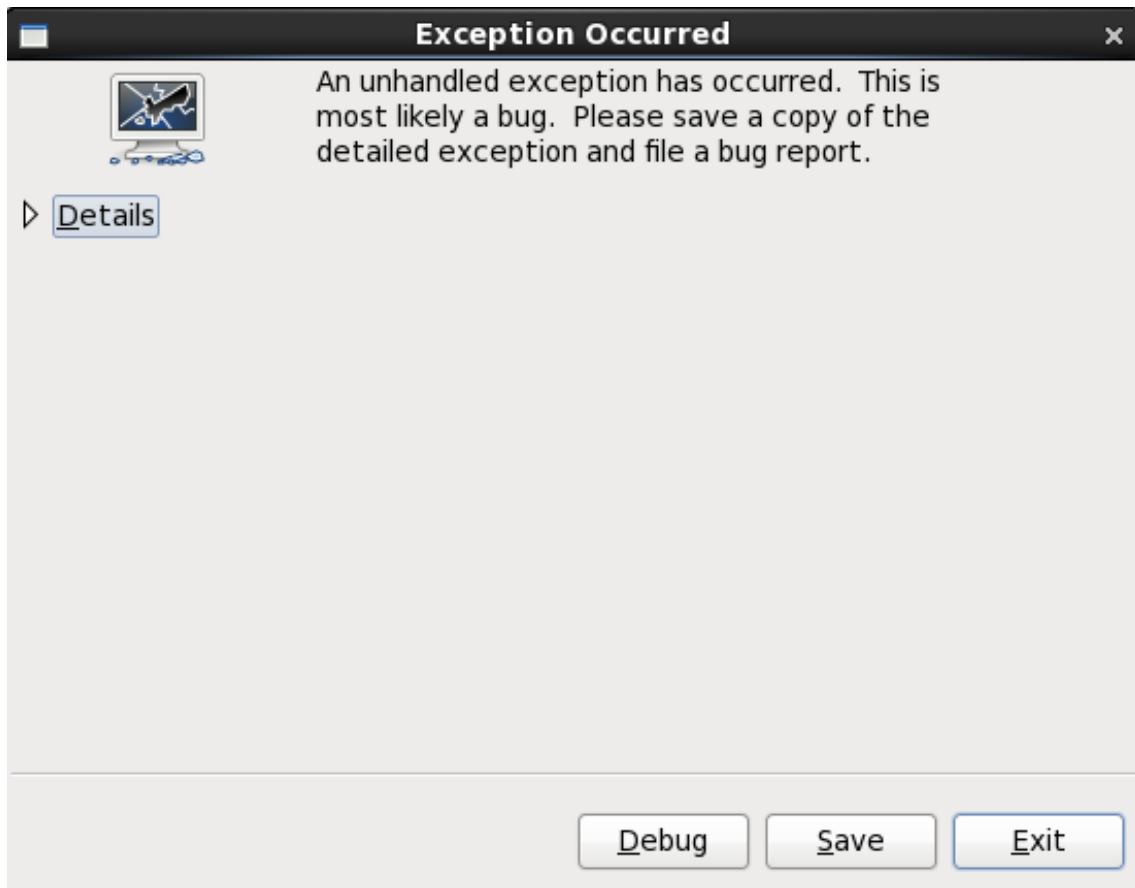 Exception Occurred
An unhandled exception has occurred.  This is
most likely a bug.  Please save a copy of the
detailed exception and file a bug report.
Details
Debug Save Exit